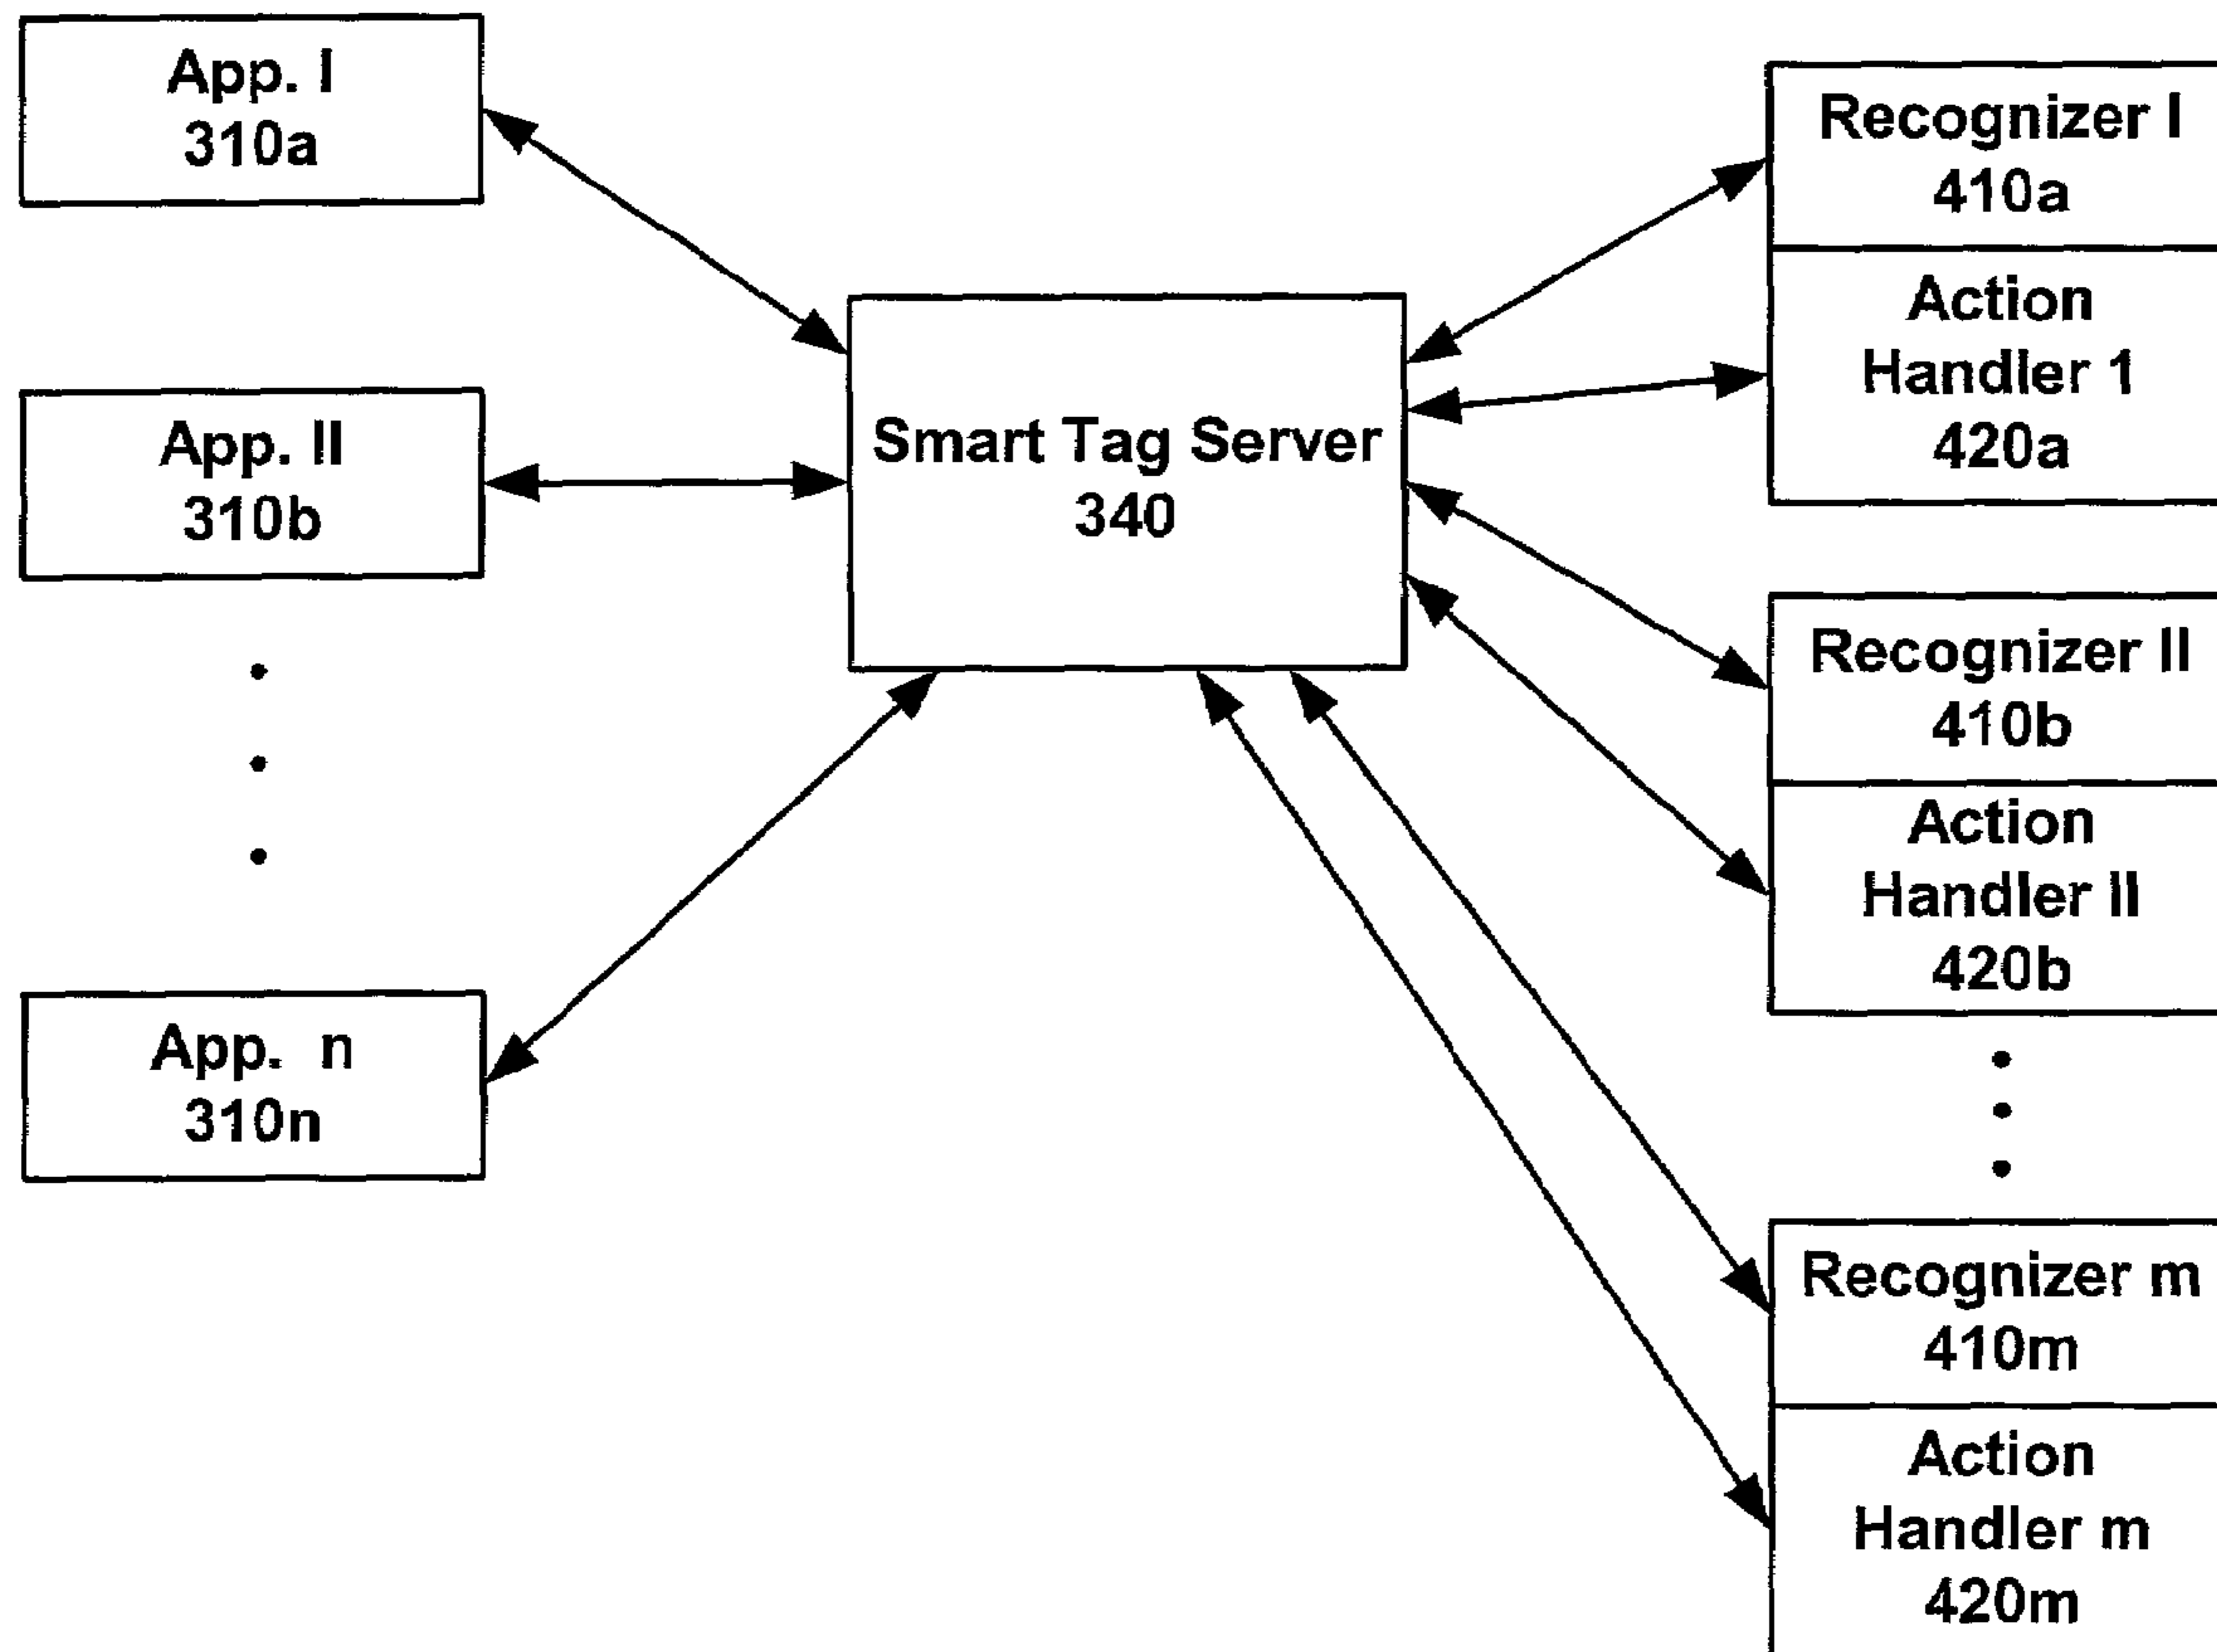 App. I
310a
App. II
310b
App. n
310n
Smart Tag Server
340
Recognizer I
410a
Action
Handler 1
420a
Recognizer II
410b
Action
Handler II
420b
Recognizer m
410m
Action
Handler m
420m